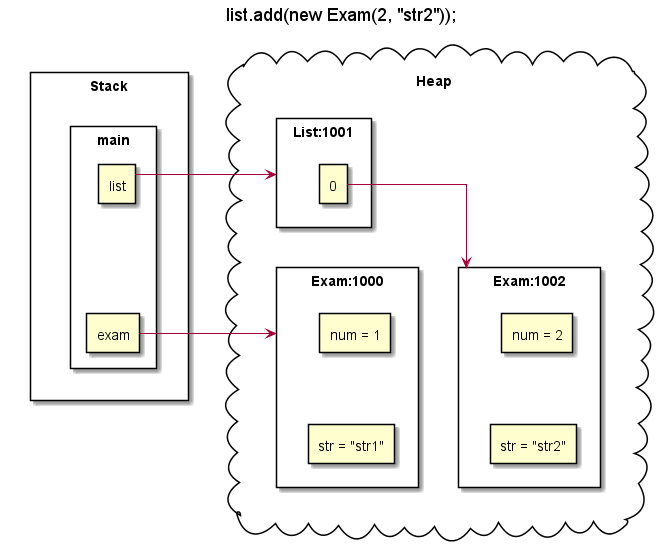 list.add(new Exam(2, "str2"));
Stack
Heap
main
List:1001
list
0
Exam:1000
Exam:1002
exam
num = 1
num = 2
str = "str1"
str = "str2"